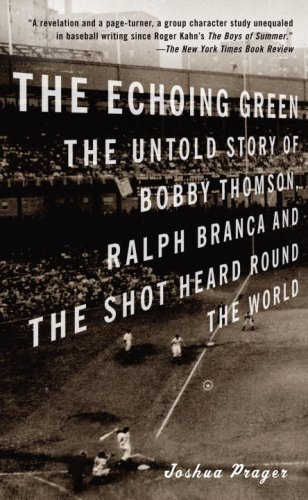 "A revelation and a page-turner, a group character study unequaled
in baseball writing since Roger Kahn's The Boys of Summer."
—The New York Times Book Review
THE ECHOING GREEN
THE UNTOLD STORY OF
BOBBY THOMSON,
RALPH BRANCA AND
THE SHOT HEARD ROUND
THE WORLD
Joshua Prager